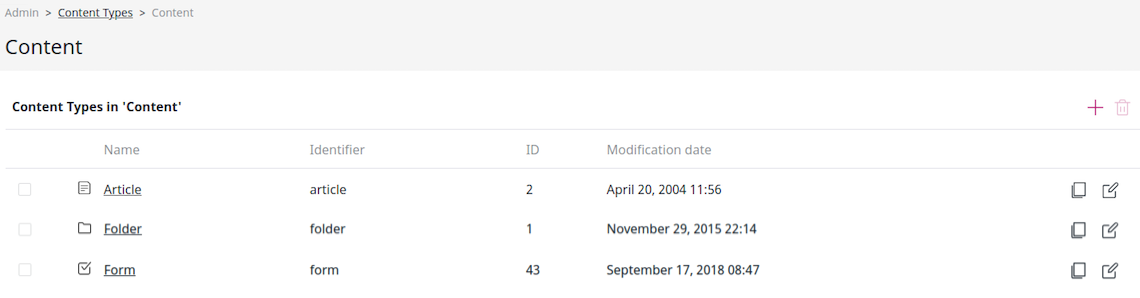 Admin > Content Types > Content
Content
Content Types in 'Content'
Name Identifier ID Modification date
Article article 2 April 20, 2004 11:56
Folder folder 1 November 29, 2015 22:14
Form form 43 September 17, 2018 08:47